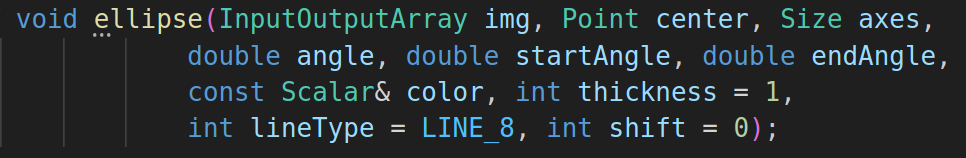 void ellipse(InputOutputArray img, Point center, Size axes,
double angle, double startAngle, double endAngle,
const Scalar& color, int thickness = 1,
int lineType = LINE_8, int shift = 0);